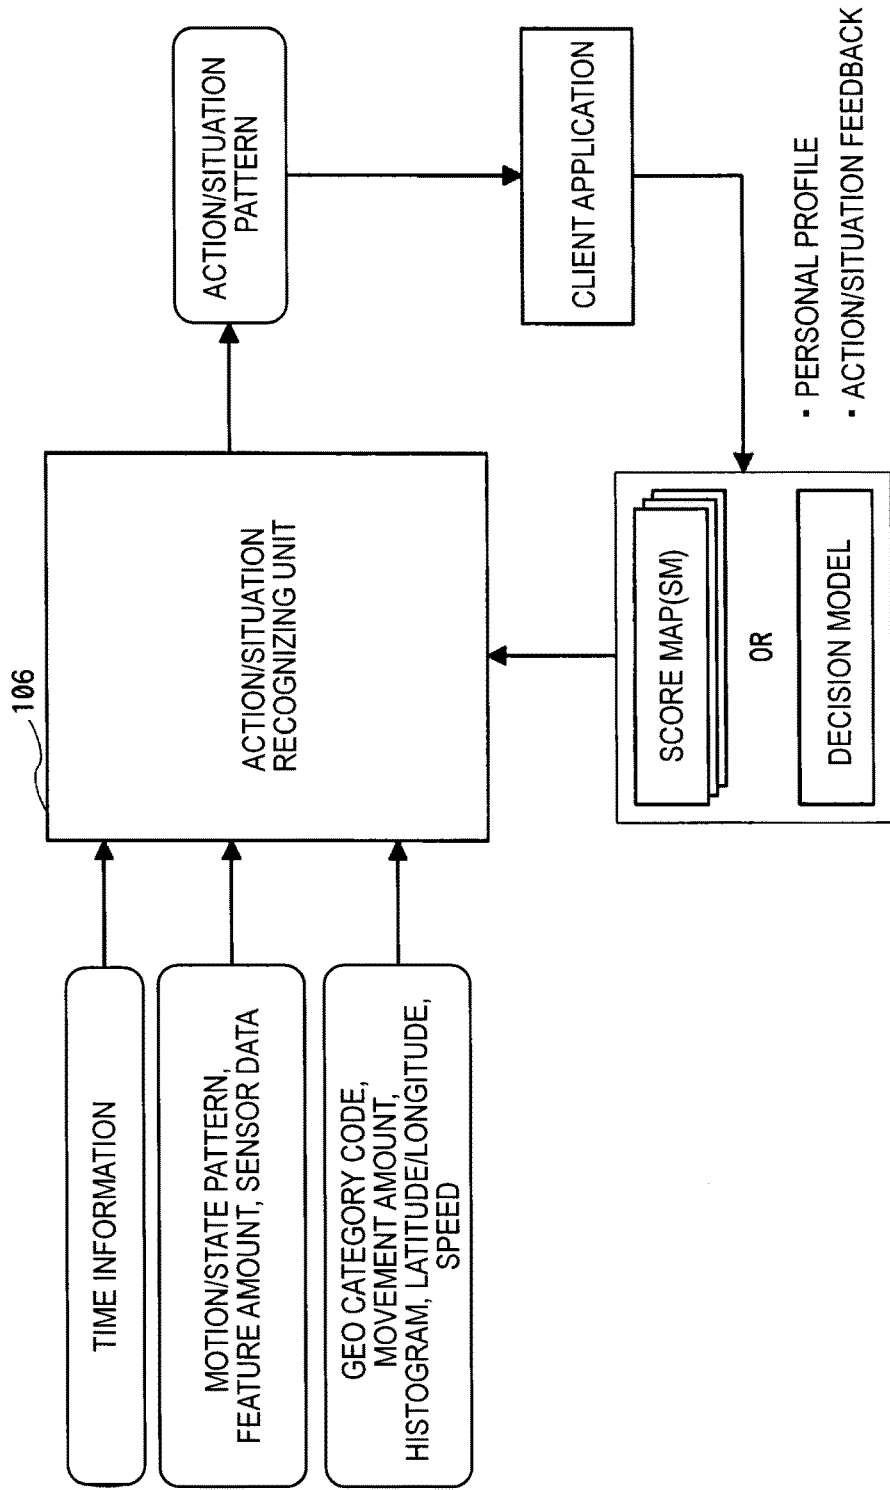 106
TIME INFORMATION
MOTION/STATE PATTERN,
FEATURE AMOUNT, SENSOR DATA
GEO CATEGORY CODE,
MOVEMENT AMOUNT,
HISTOGRAM, LATITUDE/LONGITUDE,
SPEED
ACTION/SITUATION
RECOGNIZING UNIT
ACTION/SITUATION
PATTERN
CLIENT APPLICATION
SCORE MAP(SM)
OR
DECISION MODEL
· PERSONAL PROFILE
· ACTION/SITUATION FEEDBACK